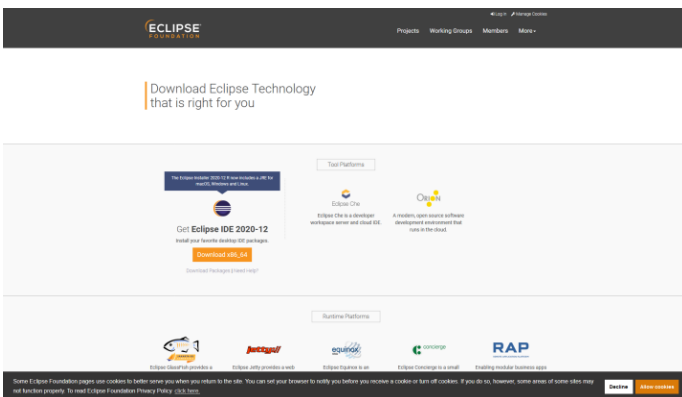 Log in Manage Cookies
ECLIPSE
FOUNDATION
Projects Working Groups Members More
Download Eclipse Technology
that is right for you
Tool Platforms
The Eclipse Installer 2020-12 R now includes a JRE for
macOS, Windows and Linux.
Get Eclipse IDE 2020-12
Install your favorite desktop IDE packages.
Download x86_64
Download Packages | Need Help?
Eclipse Che
Eclipse Che is a developer
workspace server and cloud IDE.
ORION
A modern, open source software
development environment that
runs in the cloud.
Runtime Platforms
jetty://
equinox
concierge
RAP
Eclipse GlassFish provides a
Eclipse Jetty provides a web
Eclipse Equinox is an
Eclipse Concierge is a small
Enabling modular business apps
Some Eclipse Foundation pages use cookies to better serve you when you return to the site. You can set your browser to notify you before you receive a cookie or turn off cookies. If you do so, however, some areas of some sites may
not function properly. To read Eclipse Foundation Privacy Policy click here.
Decline
Allow cookies